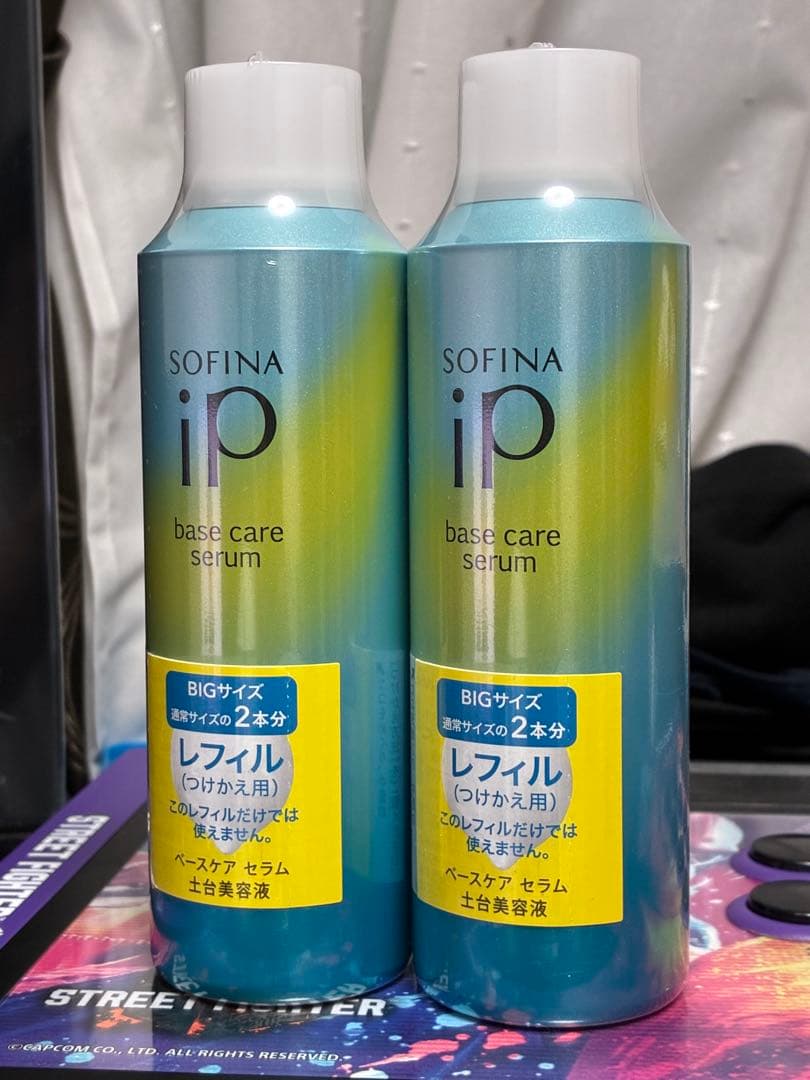 SOFINA
iP
base care
serum
BIGサイズ
通常サイズの2本分
レフィル
(つけかえ用)
このレフィルだけでは
使えません。
ベースケア セラム
土台美容液
SOFINA
iP
base care
serum
BIGサイズ
通常サイズの2本分
レフィル
(つけかえ用)
このレフィルだけでは
使えません。
ベースケア セラム
土台美容液
STREET FIGHTER
STREET FIGHTER
©CAPCOM CO., LTD. ALL RIGHTS RESERVED.